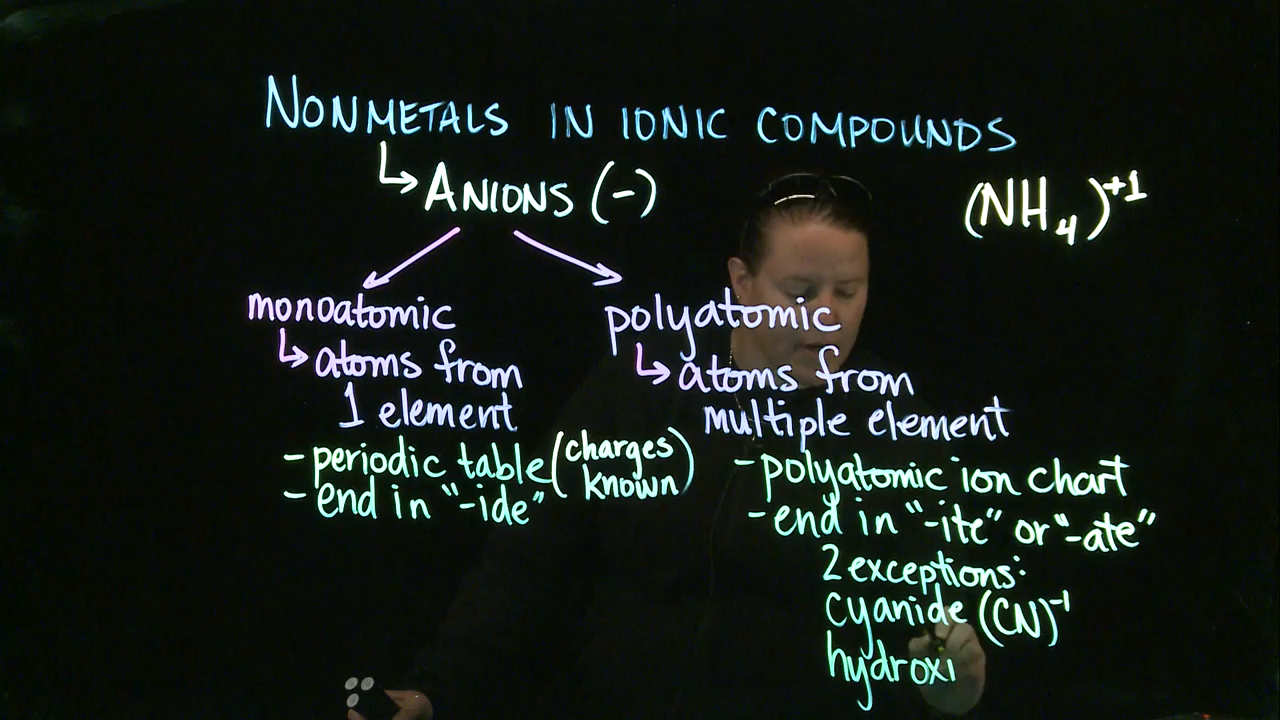 NONMETALS IN IONIC COMPOUNDS
↳ ANIONS (-)
(NH₄)⁺¹
monoatomic
↳ atoms from
1 element
- periodic table (charges known)
- end in "-ide"
polyatomic
↳ atoms from
multiple element
- polyatomic ion chart
- end in "-ite" or "-ate"
2 exceptions:
cyanide (CN)⁻¹
hydroxi